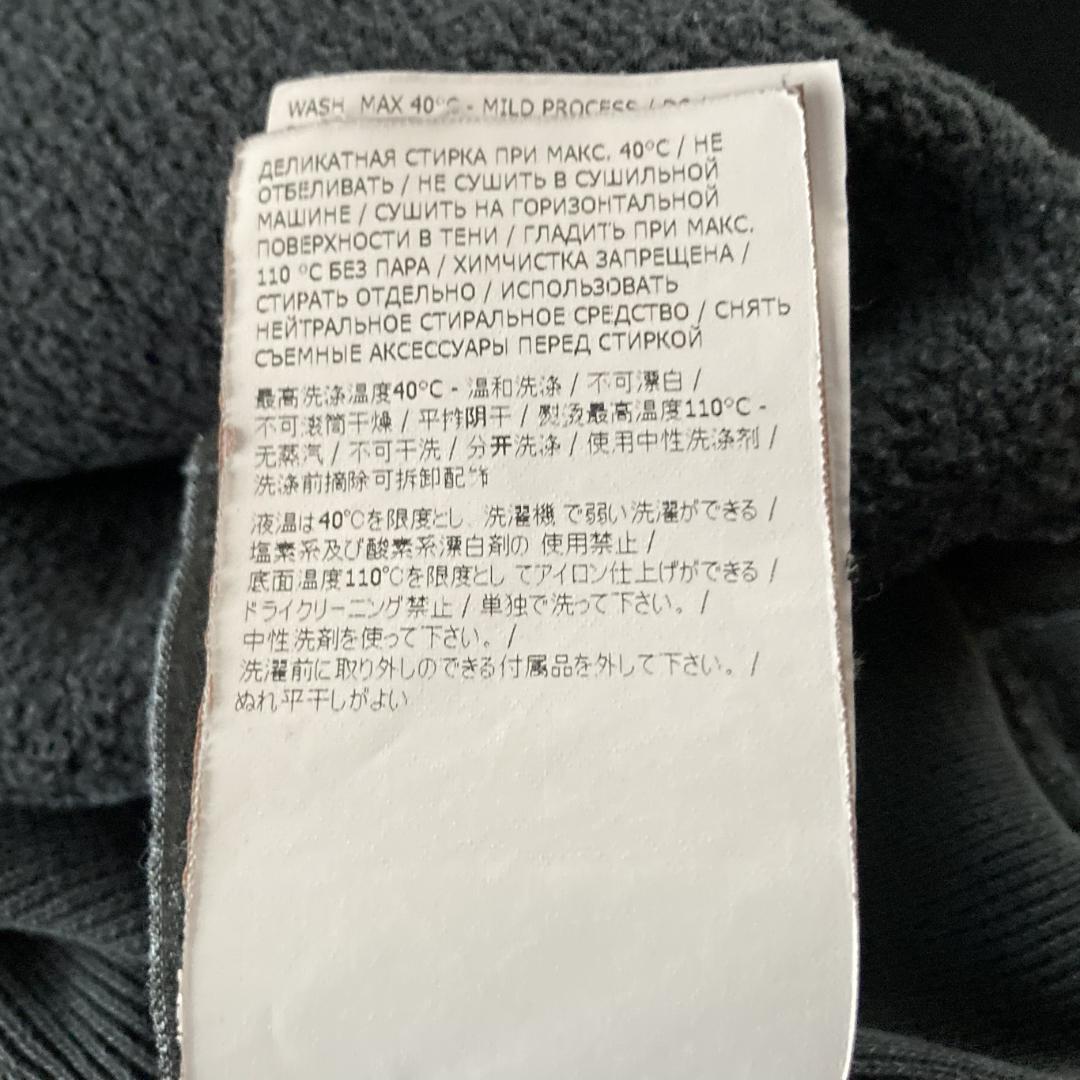 WASH MAX 40°C - MILD PROCESS /
ДЕЛИКАТНАЯ СТИРКА ПРИ МАКС. 40°C / НЕ
ОТБЕЛИВАТЬ / НЕ СУШИТЬ В СУШИЛЬНОЙ
МАШИНЕ / СУШИТЬ НА ГОРИЗОНТАЛЬНОЙ
ПОВЕРХНОСТИ В ТЕНИ / ГЛАДИТЬ ПРИ МАКС.
110 °C БЕЗ ПАРА / ХИМЧИСТКА ЗАПРЕЩЕНА /
СТИРАТЬ ОТДЕЛЬНО / ИСПОЛЬЗОВАТЬ
НЕЙТРАЛЬНОЕ СТИРАЛЬНОЕ СРЕДСТВО / СНЯТЬ
СЪЕМНЫЕ АКСЕССУАРЫ ПЕРЕД СТИРКОЙ
最高洗涤温度40°C - 温和洗涤 / 不可漂白 /
不可滚筒干燥 / 平摊阴干 / 熨烫最高温度110°C -
无蒸汽 / 不可干洗 / 分开洗涤 / 使用中性洗涤剂 /
洗涤前摘除可拆卸配饰
液温は40℃を限度とし 洗濯機 で弱い洗濯ができる /
塩素系及び酸素系漂白剤の 使用禁止 /
底面温度110℃を限度とし てアイロン仕上げができる /
ドライクリーニング禁止 / 単独で洗って下さい。 /
中性洗剤を使って下さい。 /
洗濯前に取り外しのできる付属品を外して下さい。 /
ぬれ平干しがよい